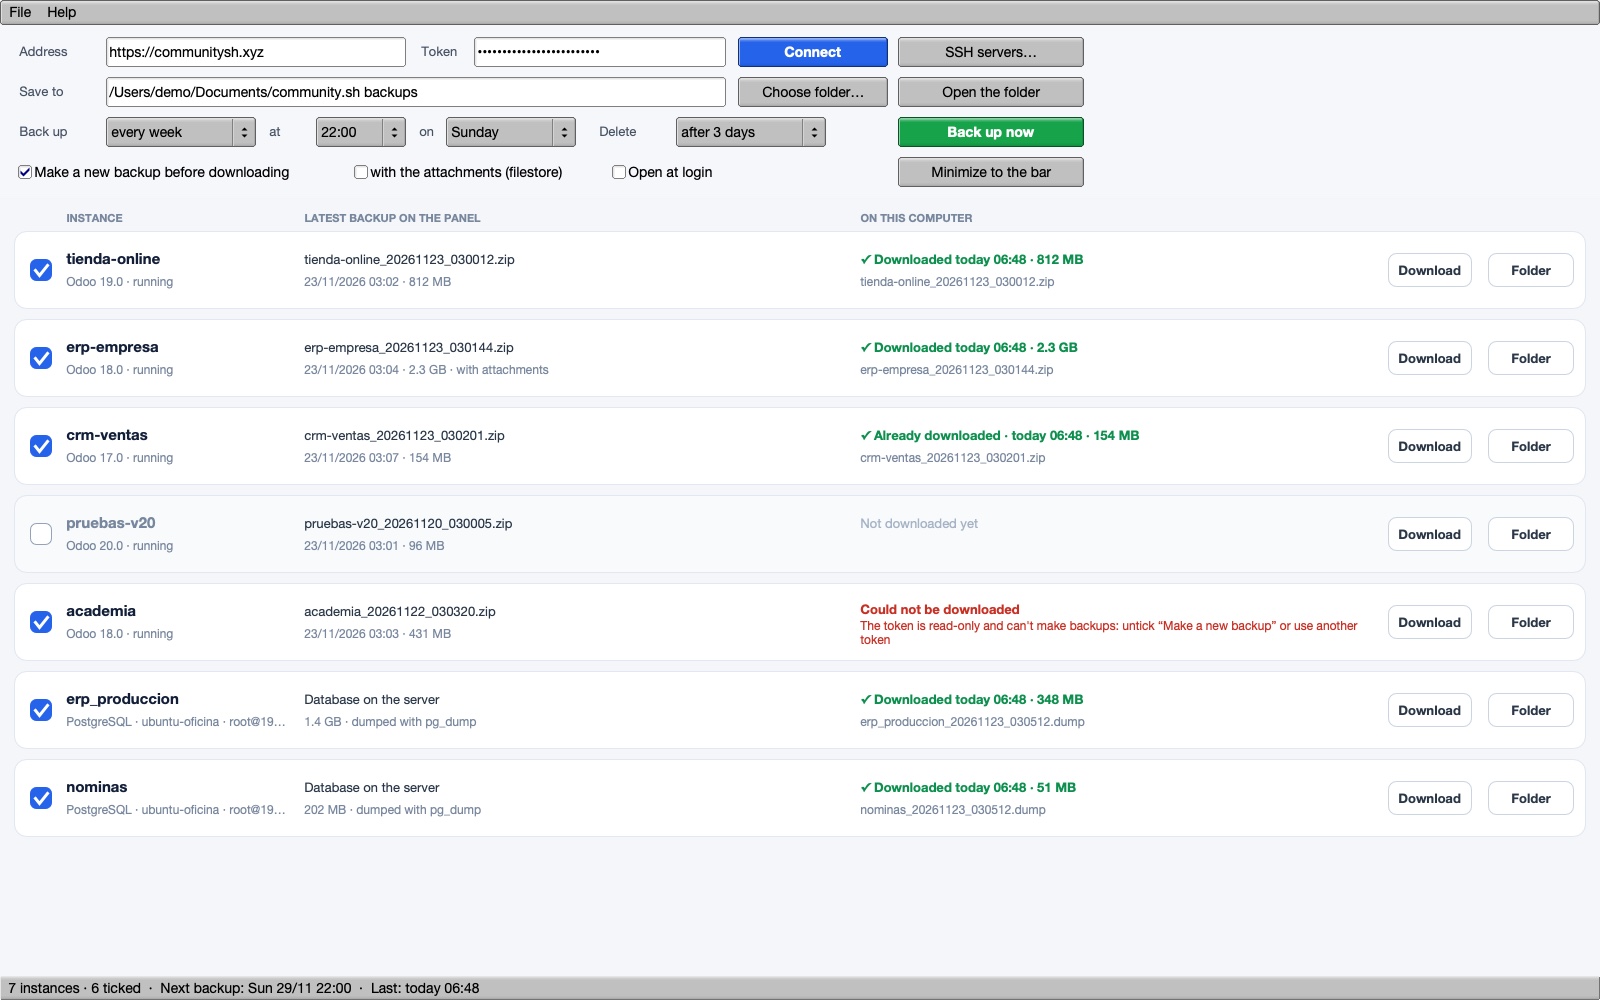 File Help
Address https://communitysh.xyz Token ••••••••••••••••••••••••• Connect SSH servers…
Save to /Users/demo/Documents/community.sh backups Choose folder… Open the folder
Back up every week at 22:00 on Sunday Delete after 3 days Back up now
Make a new backup before downloading with the attachments (filestore) Open at login Minimize to the bar
INSTANCE LATEST BACKUP ON THE PANEL ON THIS COMPUTER
tienda-online tienda-online_20261123_030012.zip ✓ Downloaded today 06:48 · 812 MB
Odoo 19.0 · running 23/11/2026 03:02 · 812 MB tienda-online_20261123_030012.zip
Download Folder
erp-empresa erp-empresa_20261123_030144.zip ✓ Downloaded today 06:48 · 2.3 GB
Odoo 18.0 · running 23/11/2026 03:04 · 2.3 GB · with attachments erp-empresa_20261123_030144.zip
Download Folder
crm-ventas crm-ventas_20261123_030201.zip ✓ Already downloaded · today 06:48 · 154 MB
Odoo 17.0 · running 23/11/2026 03:07 · 154 MB crm-ventas_20261123_030201.zip
Download Folder
pruebas-v20 pruebas-v20_20261120_030005.zip Not downloaded yet
Odoo 20.0 · running 23/11/2026 03:01 · 96 MB
Download Folder
academia academia_20261122_030320.zip Could not be downloaded
Odoo 18.0 · running 23/11/2026 03:03 · 431 MB The token is read-only and can't make backups: untick “Make a new backup” or use another
token
Download Folder
erp_produccion Database on the server ✓ Downloaded today 06:48 · 348 MB
PostgreSQL · ubuntu-oficina · root@19… 1.4 GB · dumped with pg_dump erp_produccion_20261123_030512.dump
Download Folder
nominas Database on the server ✓ Downloaded today 06:48 · 51 MB
PostgreSQL · ubuntu-oficina · root@19… 202 MB · dumped with pg_dump nominas_20261123_030512.dump
Download Folder
7 instances · 6 ticked · Next backup: Sun 29/11 22:00 · Last: today 06:48